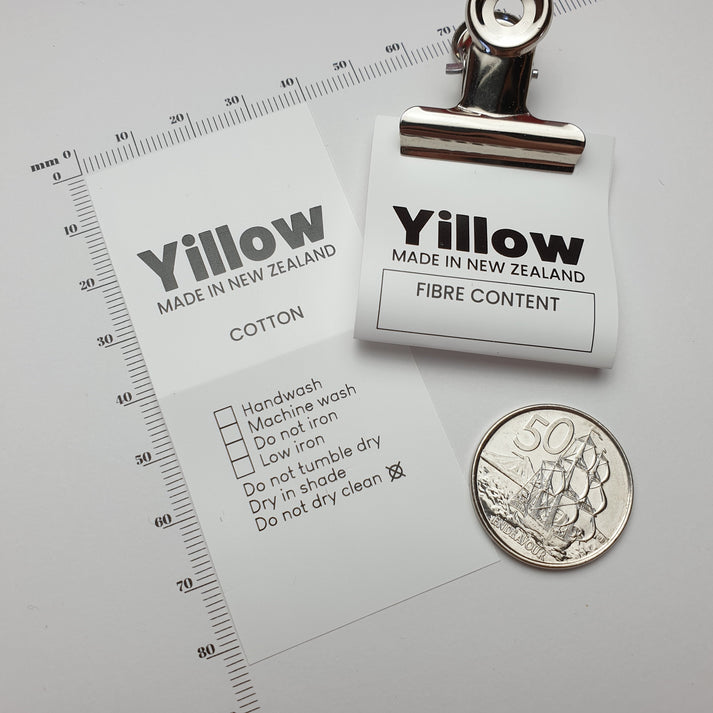 mm 0 10 20 30 40 50 60 70
0
10
20
30
40
50
60
70
80
Yillow
MADE IN NEW ZEALAND
COTTON
Handwash
Machine wash
Do not iron
Low iron
Do not tumble dry
Dry in shade
Do not dry clean
Yillow
MADE IN NEW ZEALAND
FIBRE CONTENT
50
ENDEAVOUR